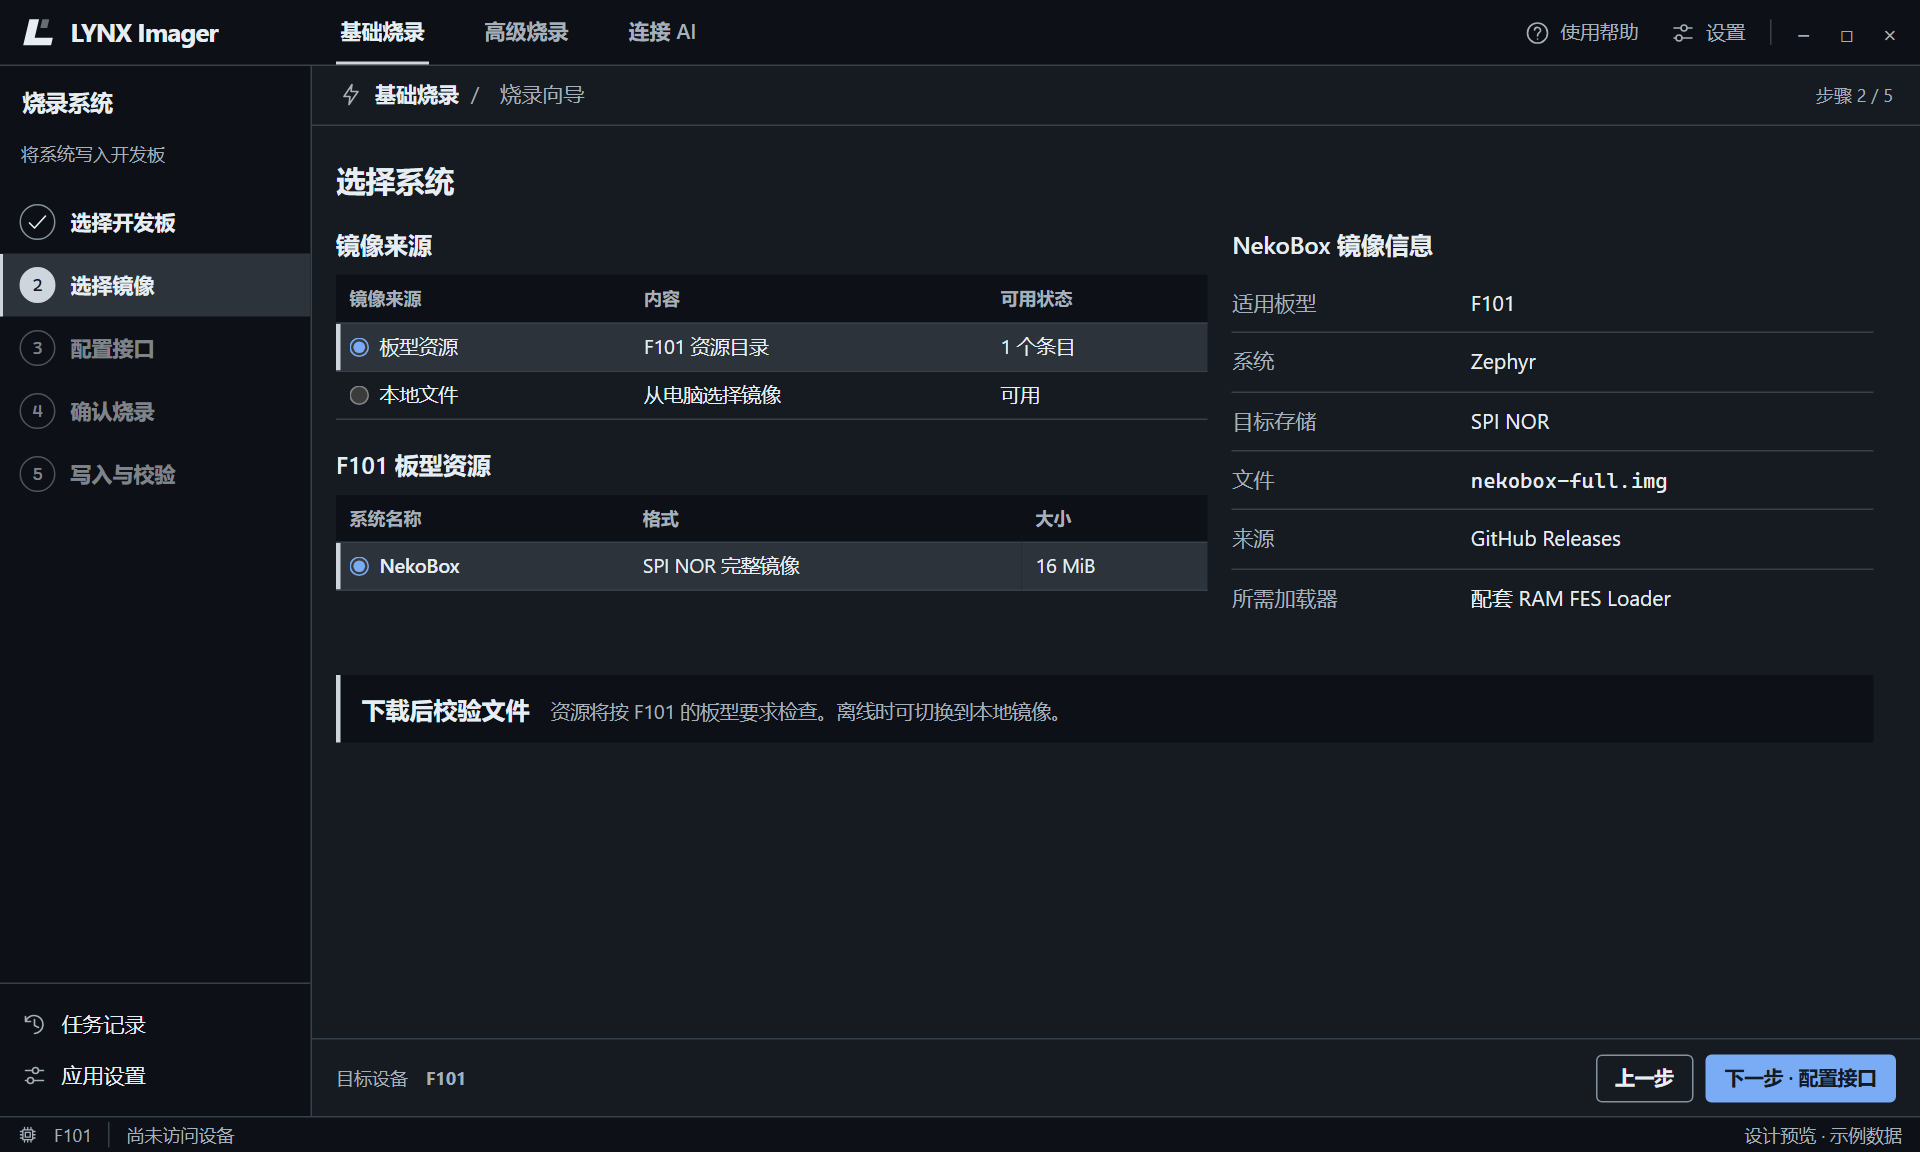 LYNX Imager
基础烧录
高级烧录
连接 AI
使用帮助
设置
烧录系统
将系统写入开发板
选择开发板
2 选择镜像
3 配置接口
4 确认烧录
5 写入与校验
任务记录
应用设置
基础烧录 / 烧录向导
步骤 2 / 5
选择系统
镜像来源
镜像来源 内容 可用状态
板型资源 F101 资源目录 1 个条目
本地文件 从电脑选择镜像 可用
F101 板型资源
系统名称 格式 大小
NekoBox SPI NOR 完整镜像 16 MiB
NekoBox 镜像信息
适用板型 F101
系统 Zephyr
目标存储 SPI NOR
文件 nekobox-full.img
来源 GitHub Releases
所需加载器 配套 RAM FES Loader
下载后校验文件 资源将按 F101 的板型要求检查。离线时可切换到本地镜像。
目标设备 F101
上一步
下一步 · 配置接口
F101 尚未访问设备
设计预览 · 示例数据